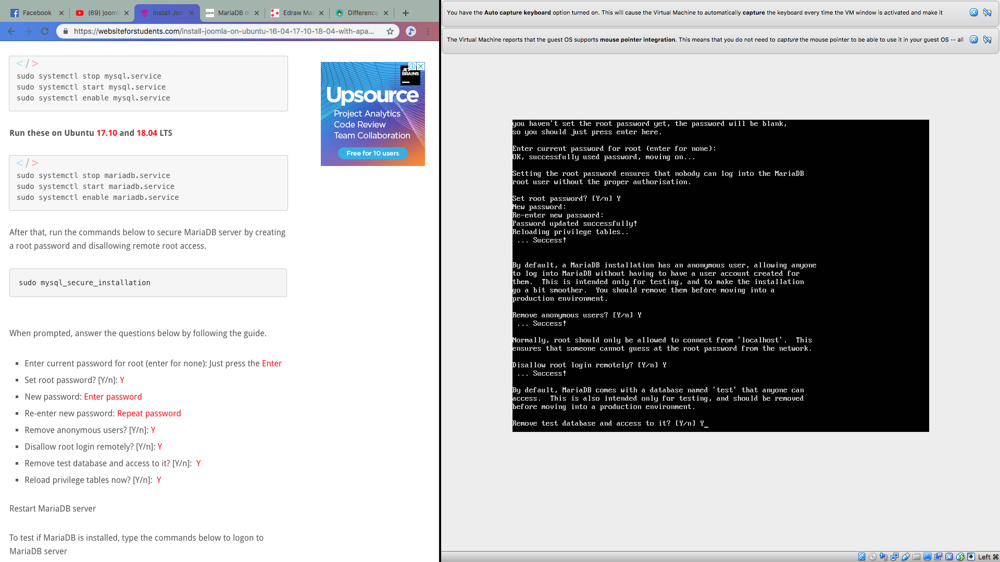 Facebook
(69) jooml
Install Joo
plesk
MariaDB d
Edraw Ma
Difference
https://websiteforstudents.com/install-joomla-on-ubuntu-16-04-17-10-18-04-with-apa...
</>
sudo systemctl stop mysql.service
sudo systemctl start mysql.service
sudo systemctl enable mysql.service
Run these on Ubuntu 17.10 and 18.04 LTS
</>
sudo systemctl stop mariadb.service
sudo systemctl start mariadb.service
sudo systemctl enable mariadb.service
After that, run the commands below to secure MariaDB server by creating
a root password and disallowing remote root access.
sudo mysql_secure_installation
When prompted, answer the questions below by following the guide.
Enter current password for root (enter for none): Just press the Enter
Set root password? [Y/n]: Y
New password: Enter password
Re-enter new password: Repeat password
Remove anonymous users? [Y/n]: Y
Disallow root login remotely? [Y/n]: Y
Remove test database and access to it? [Y/n]:  Y
Reload privilege tables now? [Y/n]:  Y
Restart MariaDB server
To test if MariaDB is installed, type the commands below to logon to
MariaDB server
JET
BRAINS
Upsource
Project Analytics
Code Review
Team Collaboration
Free for 10 users
You have the Auto capture keyboard option turned on. This will cause the Virtual Machine to automatically capture the keyboard every time the VM window is activated and make it
The Virtual Machine reports that the guest OS supports mouse pointer integration. This means that you do not need to capture the mouse pointer to be able to use it in your guest OS -- all
you haven't set the root password yet, the password will be blank,
so you should just press enter here.
Enter current password for root (enter for none):
OK, successfully used password, moving on...
Setting the root password ensures that nobody can log into the MariaDB
root user without the proper authorisation.
Set root password? [Y/n] Y
New password:
Re-enter new password:
Password updated successfully!
Reloading privilege tables..
... Success!
By default, a MariaDB installation has an anonymous user, allowing anyone
to log into MariaDB without having to have a user account created for
them.  This is intended only for testing, and to make the installation
go a bit smoother.  You should remove them before moving into a
production environment.
Remove anonymous users? [Y/n] Y
... Success!
Normally, root should only be allowed to connect from 'localhost'.  This
ensures that someone cannot guess at the root password from the network.
Disallow root login remotely? [Y/n] Y
... Success!
By default, MariaDB comes with a database named 'test' that anyone can
access.  This is also intended only for testing, and should be removed
before moving into a production environment.
Remove test database and access to it? [Y/n] Y_
Left ⌘